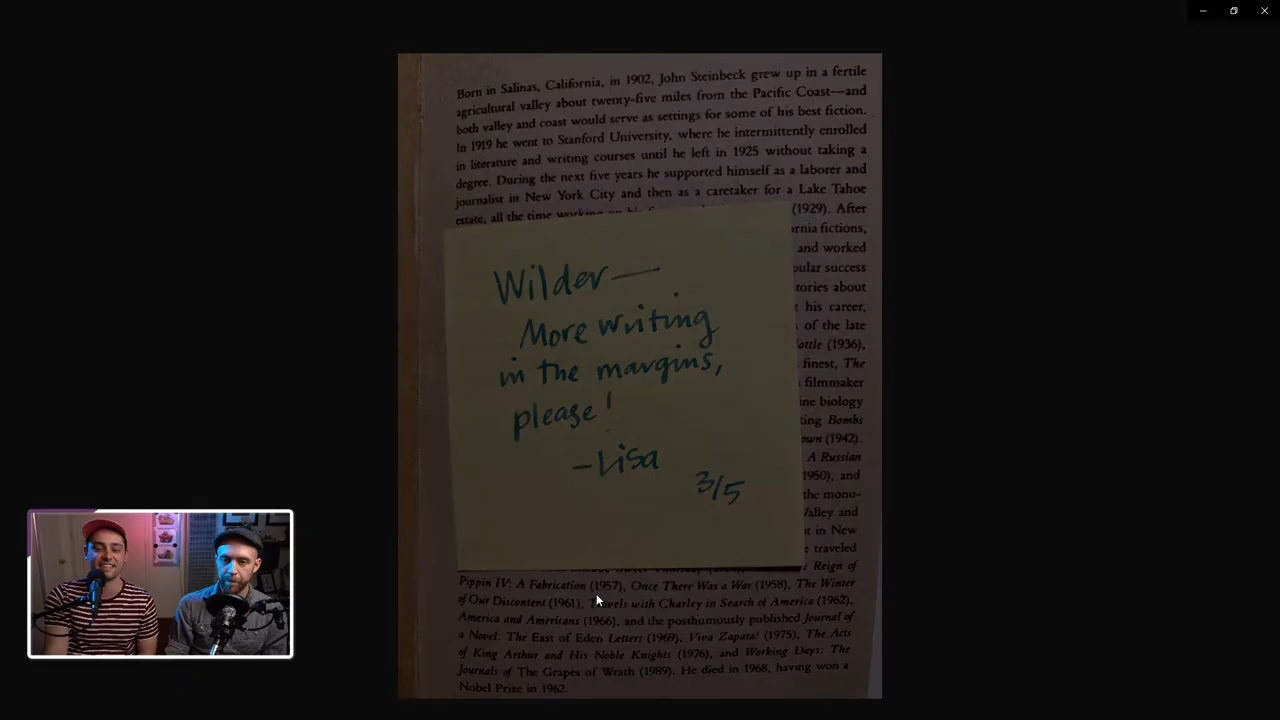 Born in Salinas, California, in 1902, John Steinbeck grew up in a fertile
agricultural valley about twenty-five miles from the Pacific Coast—and
both valley and coast would serve as settings for some of his best fiction.
In 1919 he went to Stanford University, where he intermittently enrolled
in literature and writing courses until he left in 1925 without taking a
degree. During the next five years he supported himself as a laborer and
journalist in New York City and then as a caretaker for a Lake Tahoe
estate, all the time working on his
(1929). After
fictions,
and worked
success
about
his career,
of the late
(1936),
finest, The
filmmaker
biology
Bombs
(1942).
A Russian
(1950), and
the monu-
Valley and
in New
traveled
Reign of
Wilder—
More writing
in the margins,
please!
-Lisa
3/5
Pippin IV: A Fabrication (1957), Once There Was a War (1958), The Winter
of Our Discontent (1961), Travels with Charley in Search of America (1962),
America and Americans (1966), and the posthumously published Journal of
a Novel: The East of Eden Letters (1969), Viva Zapata! (1975), The Acts
of King Arthur and His Noble Knights (1976), and Working Days: The
Journals of The Grapes of Wrath (1989). He died in 1968, having won a
Nobel Prize in 1962.